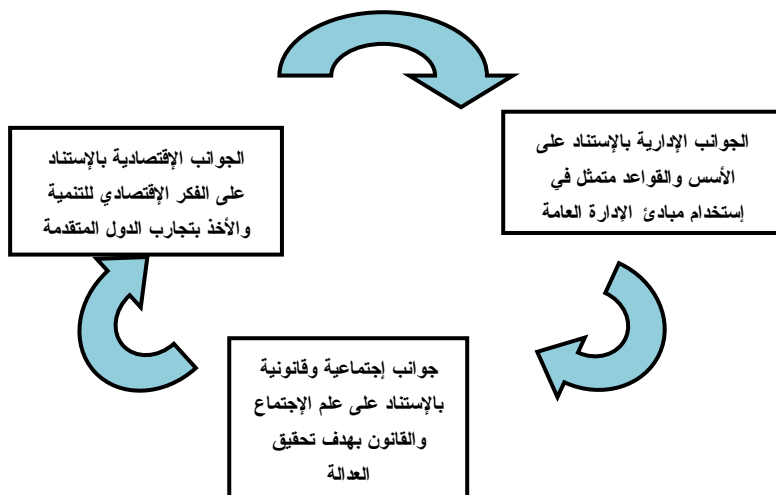 الجوانب الإدارية بالإستناد على
الأسس والقواعد متمثل في
إستخدام مبادئ الإدارة العامة
الجوانب الإقتصادية بالإستناد
على الفكر الإقتصادي للتنمية
والأخذ بتجارب الدول المتقدمة
جوانب إجتماعية وقانونية
بالإستناد على علم الإجتماع
والقانون بهدف تحقيق
العدالة